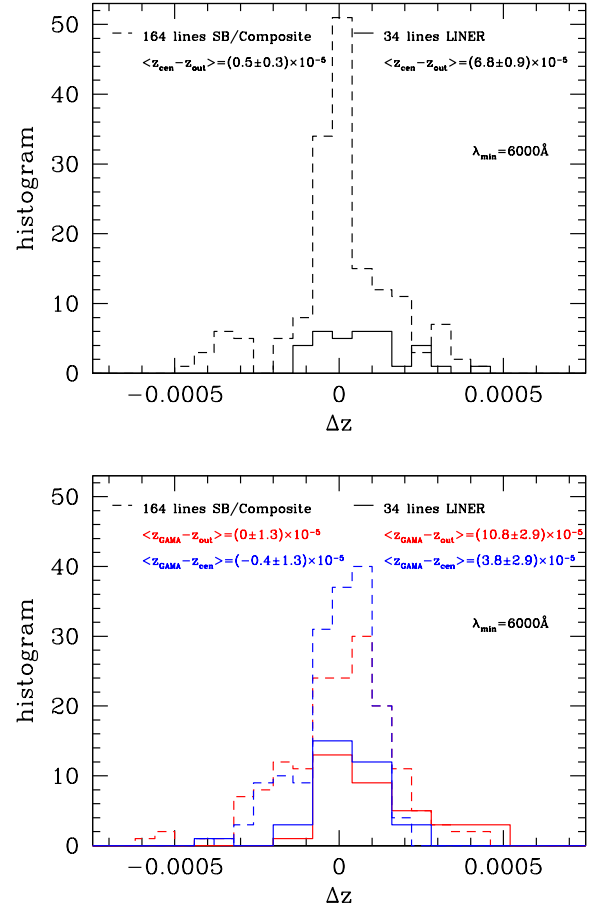 164 lines SB/Composite
34 lines LINER
<z_cen−z_out>=(0.5±0.3)×10^-5
<z_cen−z_out>=(6.8±0.9)×10^-5
λ_min=6000Å
histogram
50
40
30
20
10
0
−0.0005
0
0.0005
Δz
164 lines SB/Composite
34 lines LINER
<z_GAMA−z_out>=(0±1.3)×10^-5
<z_GAMA−z_out>=(10.8±2.9)×10^-5
<z_GAMA−z_cen>=(−0.4±1.3)×10^-5
<z_GAMA−z_cen>=(3.8±2.9)×10^-5
λ_min=6000Å
histogram
50
40
30
20
10
0
−0.0005
0
0.0005
Δz